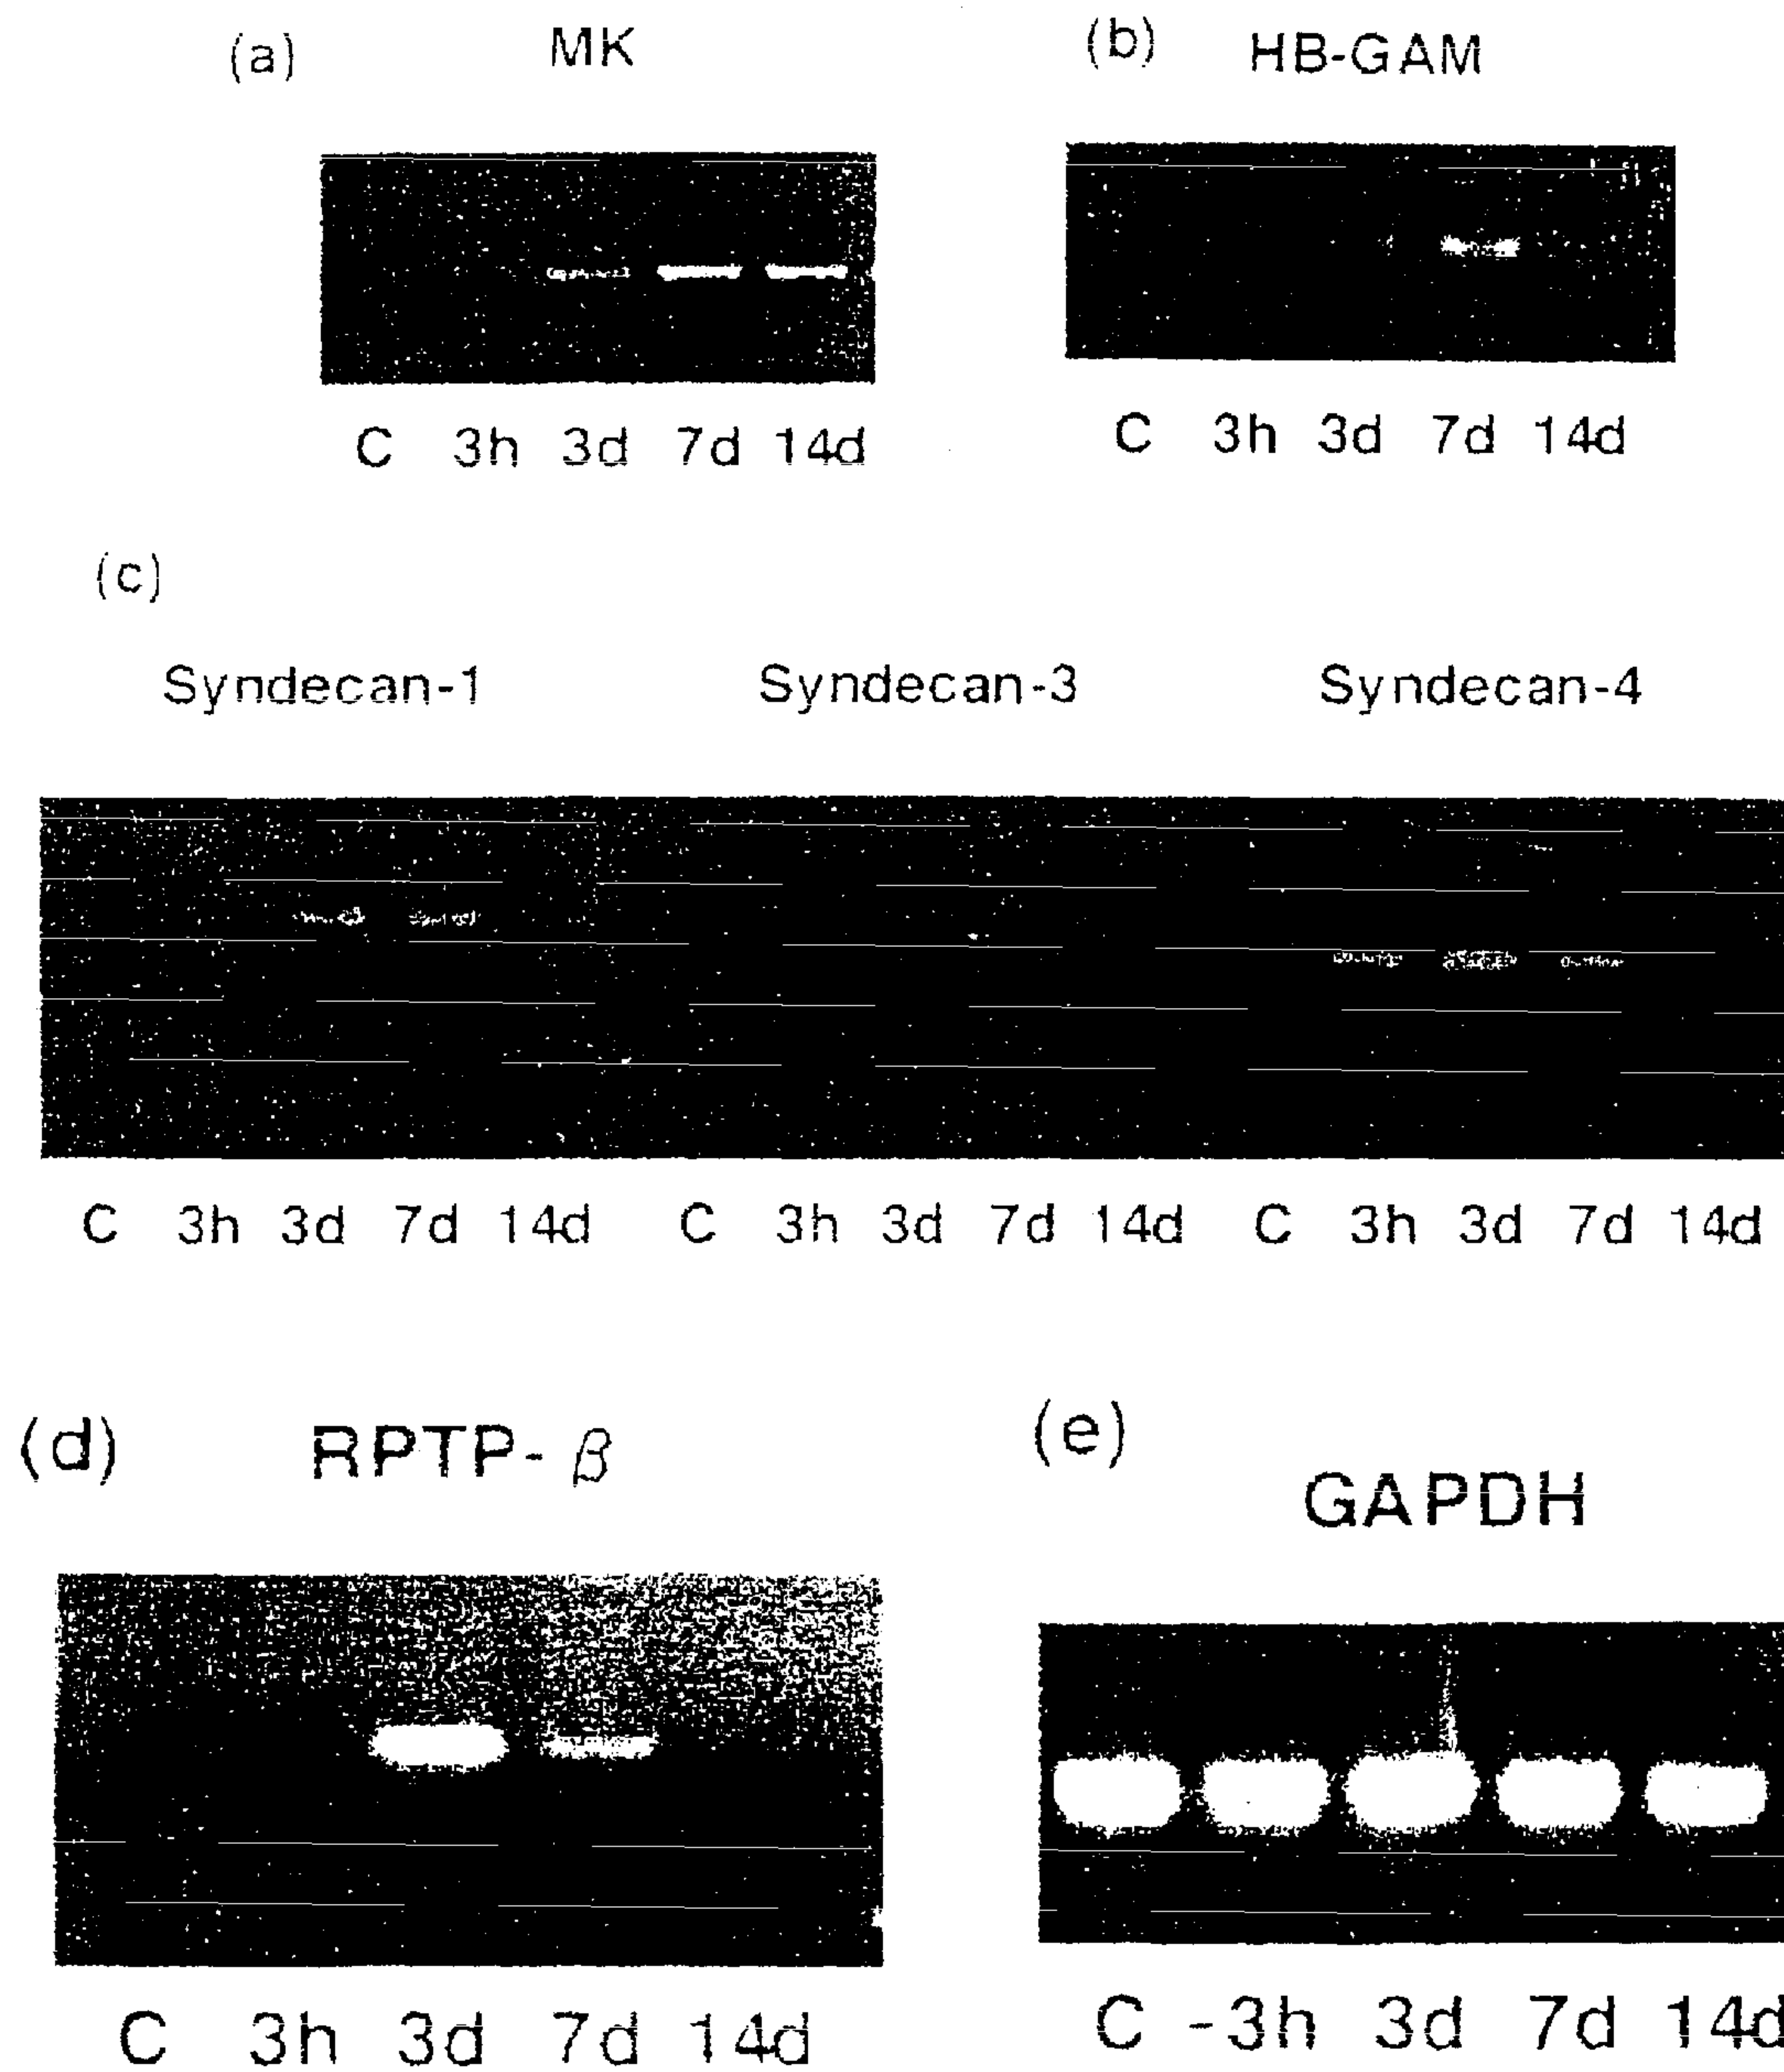 (a) MK (b) HB-GAM
C 3h 3d 7d 14d C 3h 3d 7d 14d
(c)
Syndecan-1 Syndecan-3 Syndecan-4
C 3h 3d 7d 14d C 3h 3d 7d 14d C 3h 3d 7d 14d
(d) RPTP-β (e)
GAPDH
C 3h 3d 7d 14d C -3h 3d 7d 14d